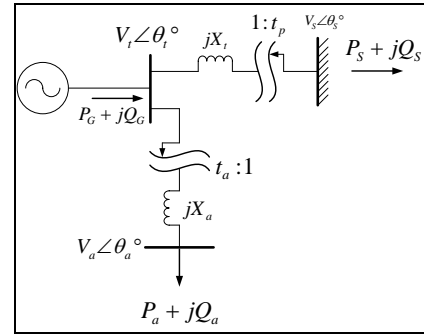 1:t_p
V_t∠θ_t°
jX_t
V_S∠θ_S°
P_S + jQ_S
P_G + jQ_G
t_a:1
jX_a
V_a∠θ_a°
P_a + jQ_a